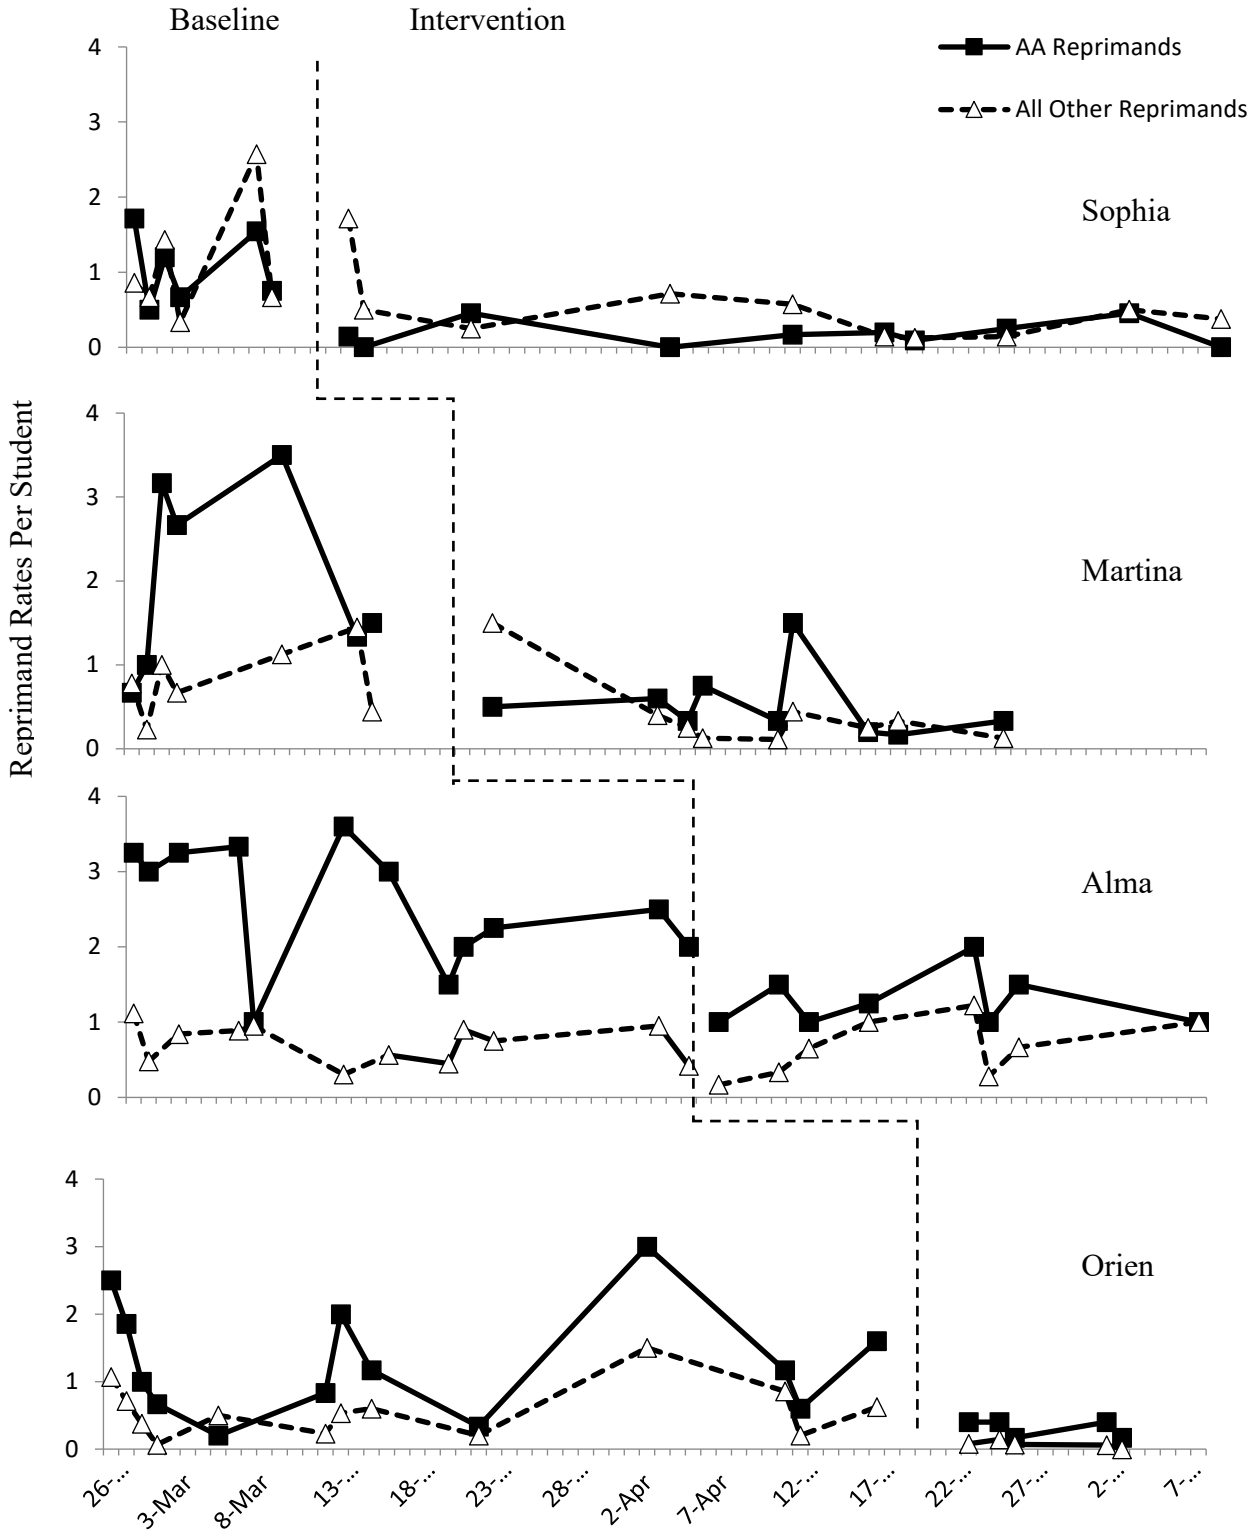 Baseline Intervention
AA Reprimands
All Other Reprimands
4
3
2
1
0
Sophia
Reprimand Rates Per Student
4
3
2
1
0
Martina
4
3
2
1
0
Alma
4
3
2
1
0
Orien
26-... 3-Mar 8-Mar 13-... 18-... 23-... 28-... 2-Apr 7-Apr 12-... 17-... 22-... 27-... 2-... 7-...